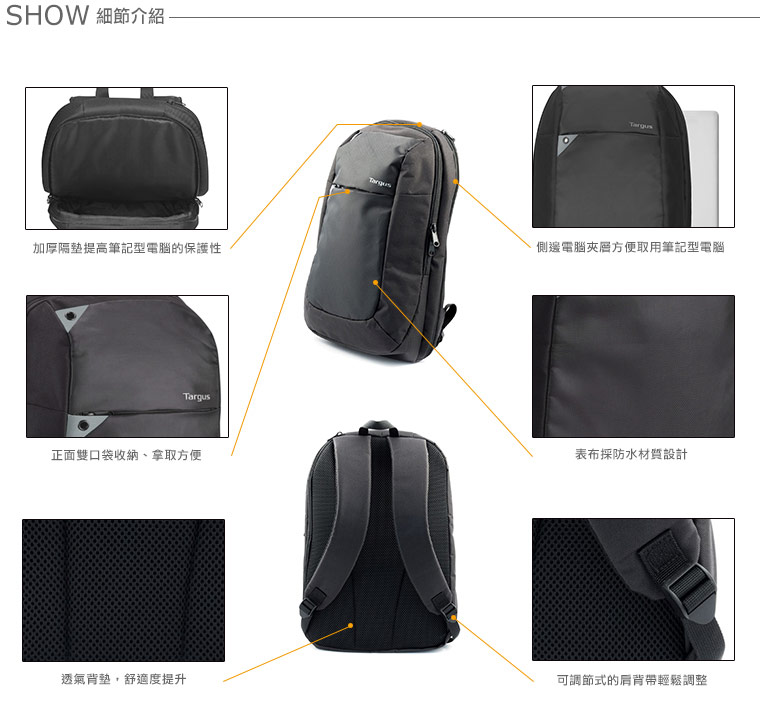 SHOW 細節介紹
Targus
Targus
加厚隔墊提高筆記型電腦的保護性
側邊電腦夾層方便取用筆記型電腦
Targus
正面雙口袋收納、拿取方便
表布採防水材質設計
透氣背墊，舒適度提升
可調節式的肩背帶輕鬆調整